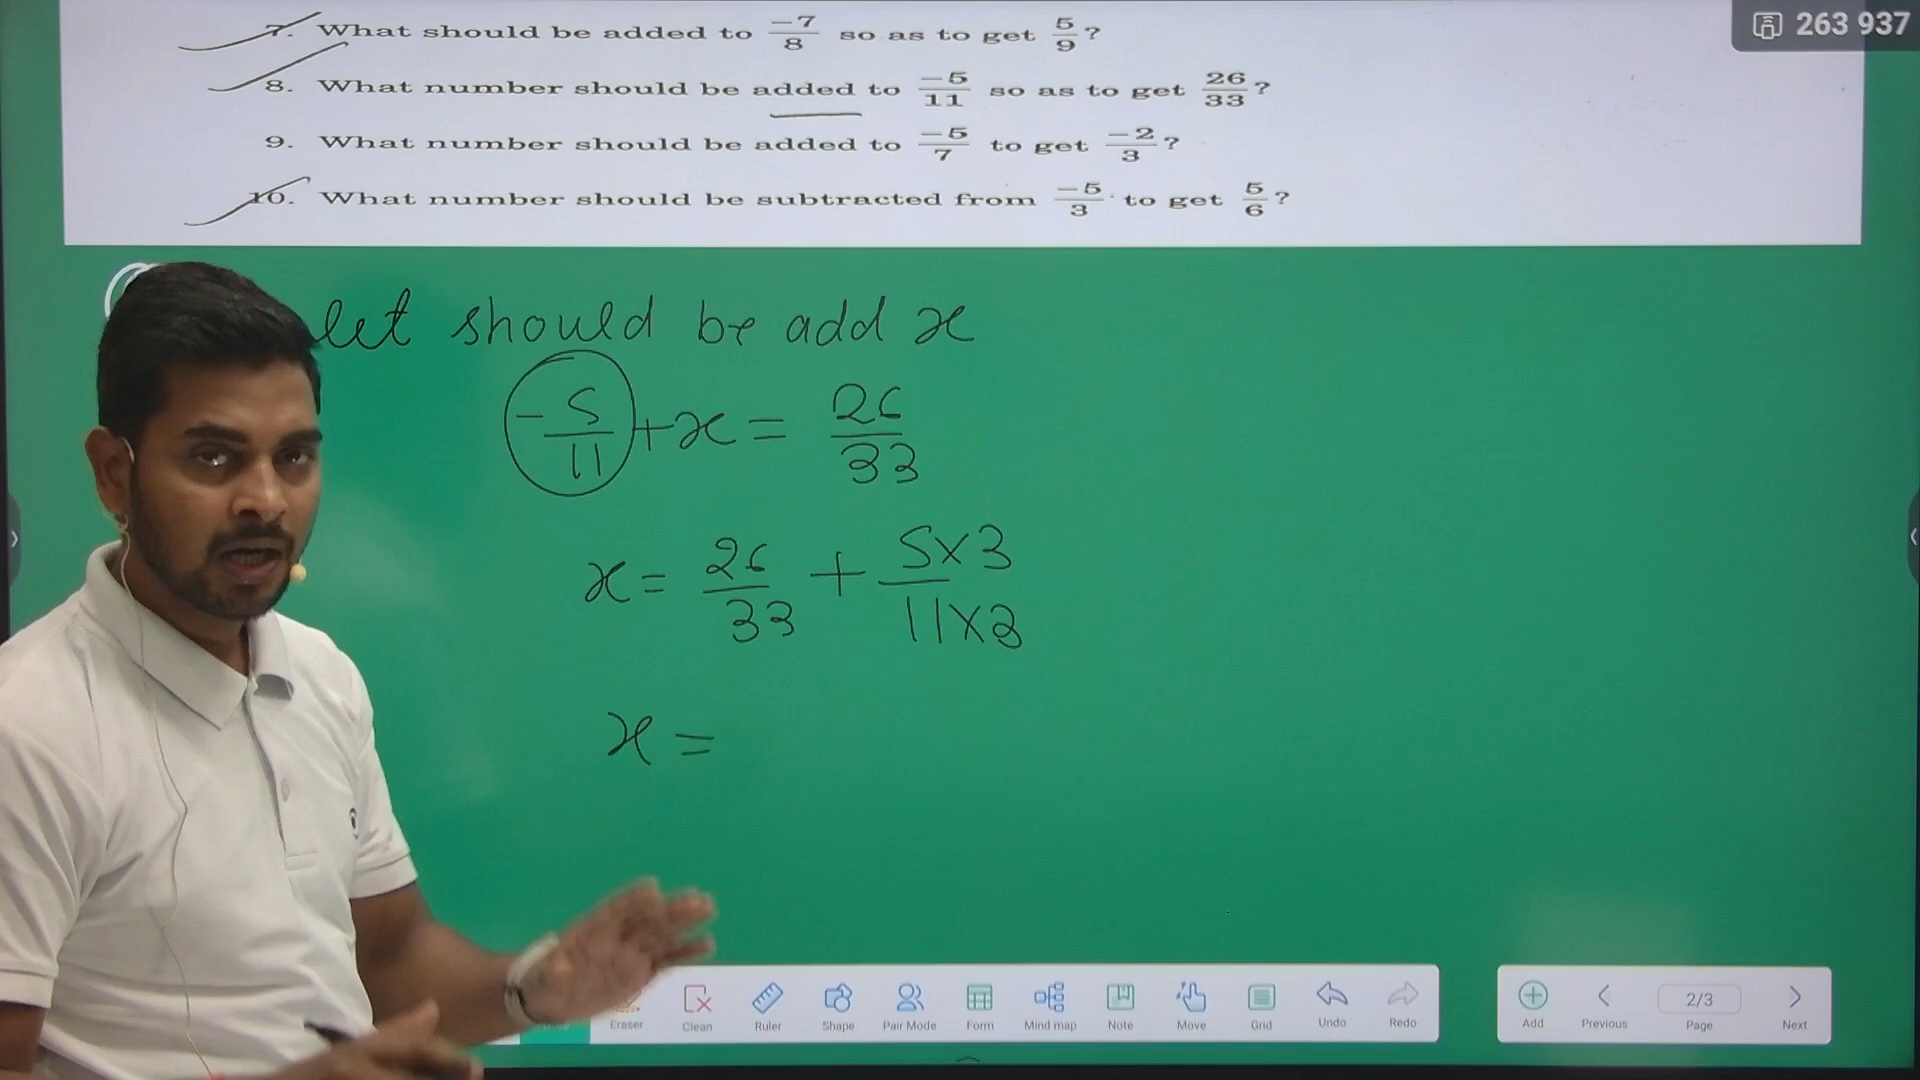 263 937
7. What should be added to -7/8 so as to get 5/9?
8. What number should be added to -5/11 so as to get 26/33?
9. What number should be added to -5/7 to get -2/3?
10. What number should be subtracted from -5/3 to get 5/6?
let should be add x
-5/11 + x = 26/33
x = 26/33 + 5×3/11×3
x =
Eraser Clean Ruler Shape Pair Mode Form Mind map Note Move Grid Undo Redo
Add Previous 2/3 Page Next